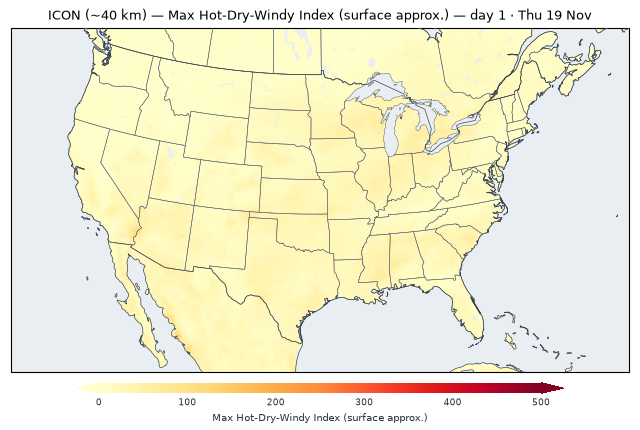 ICON (~40 km) — Max Hot-Dry-Windy Index (surface approx.) — day 1 · Thu 19 Nov
0 100 200 300 400 500
Max Hot-Dry-Windy Index (surface approx.)